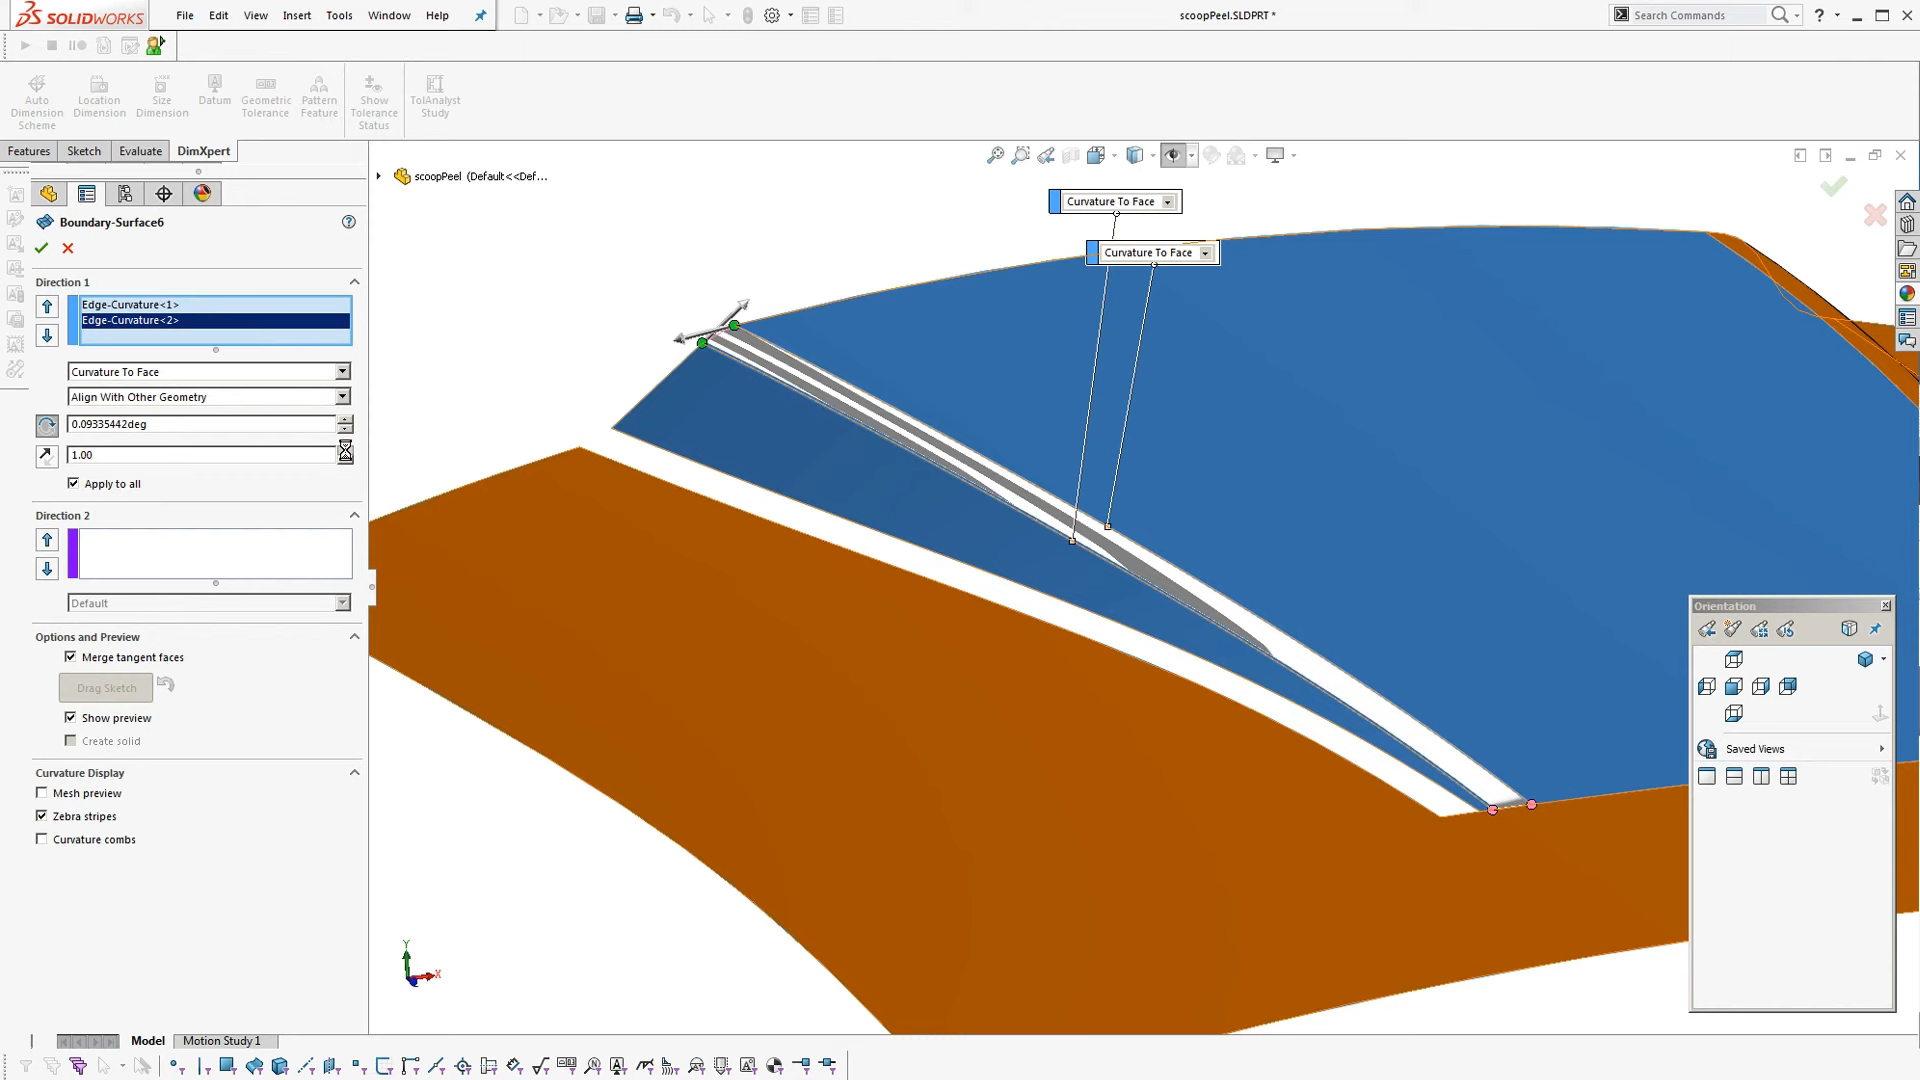 SOLIDWORKS
File Edit View Insert Tools Window Help
scoopPeel.SLDPRT *
Search Commands
Auto Dimension Scheme
Location Dimension
Size Dimension
Datum
Geometric Tolerance
Pattern Feature
Show Tolerance Status
TolAnalyst Study
Features Sketch Evaluate DimXpert
scoopPeel (Default<<Def...
Boundary-Surface6
Direction 1
Edge-Curvature<1>
Edge-Curvature<2>
Curvature To Face
Align With Other Geometry
0.09335442deg
1.00
Apply to all
Direction 2
Default
Options and Preview
Merge tangent faces
Drag Sketch
Show preview
Create solid
Curvature Display
Mesh preview
Zebra stripes
Curvature combs
Curvature To Face
Curvature To Face
Orientation
Saved Views
Y
X
Model Motion Study 1